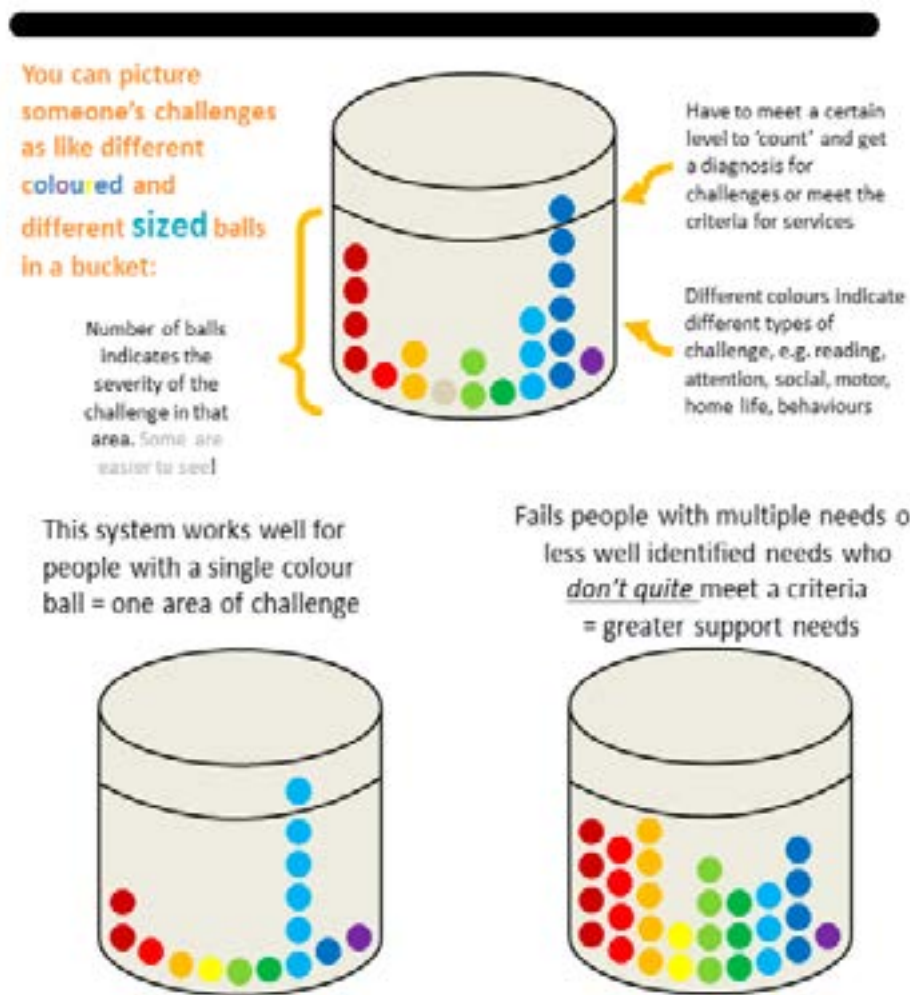 You can picture
someone's challenges
as like different
coloured and
different sized balls
in a bucket:
Number of balls
indicates the
severity of the
challenge in that
area. Some are
easier to see!
Have to meet a certain
level to 'count' and get
a diagnosis for
challenges or meet the
criteria for services
Different colours indicate
different types of
challenge, e.g. reading,
attention, social, motor,
home life, behaviours
This system works well for
people with a single colour
ball = one area of challenge
Fails people with multiple needs o
less well identified needs who
don't quite meet a criteria
= greater support needs